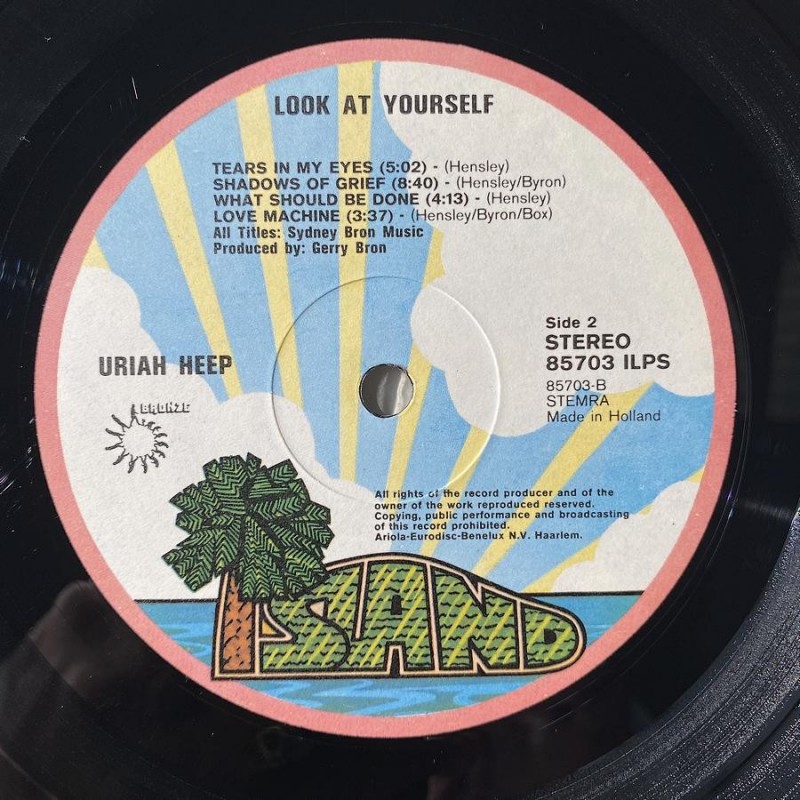 LOOK AT YOURSELF
TEARS IN MY EYES (5:02) - (Hensley)
SHADOWS OF GRIEF (8:40) - (Hensley/Byron)
WHAT SHOULD BE DONE (4:13) - (Hensley)
LOVE MACHINE (3:37) - (Hensley/Byron/Box)
All Titles: Sydney Bron Music
Produced by: Gerry Bron
Side 2
STEREO
85703 ILPS
85703-B
STEMRA
Made in Holland
URIAH HEEP
BRONZE
All rights of the record producer and of the
owner of the work reproduced reserved.
Copying, public performance and broadcasting
of this record prohibited.
Ariola-Eurodisc-Benelux N.V. Haarlem.
ISLAND